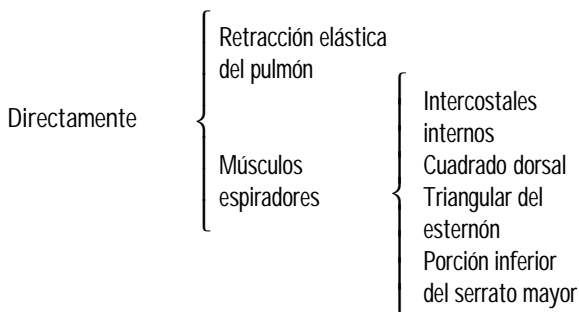 Directamente
Retracción elástica
del pulmón
Músculos
espiradores
Intercostales
internos
Cuadrado dorsal
Triangular del
esternón
Porción inferior
del serrato mayor